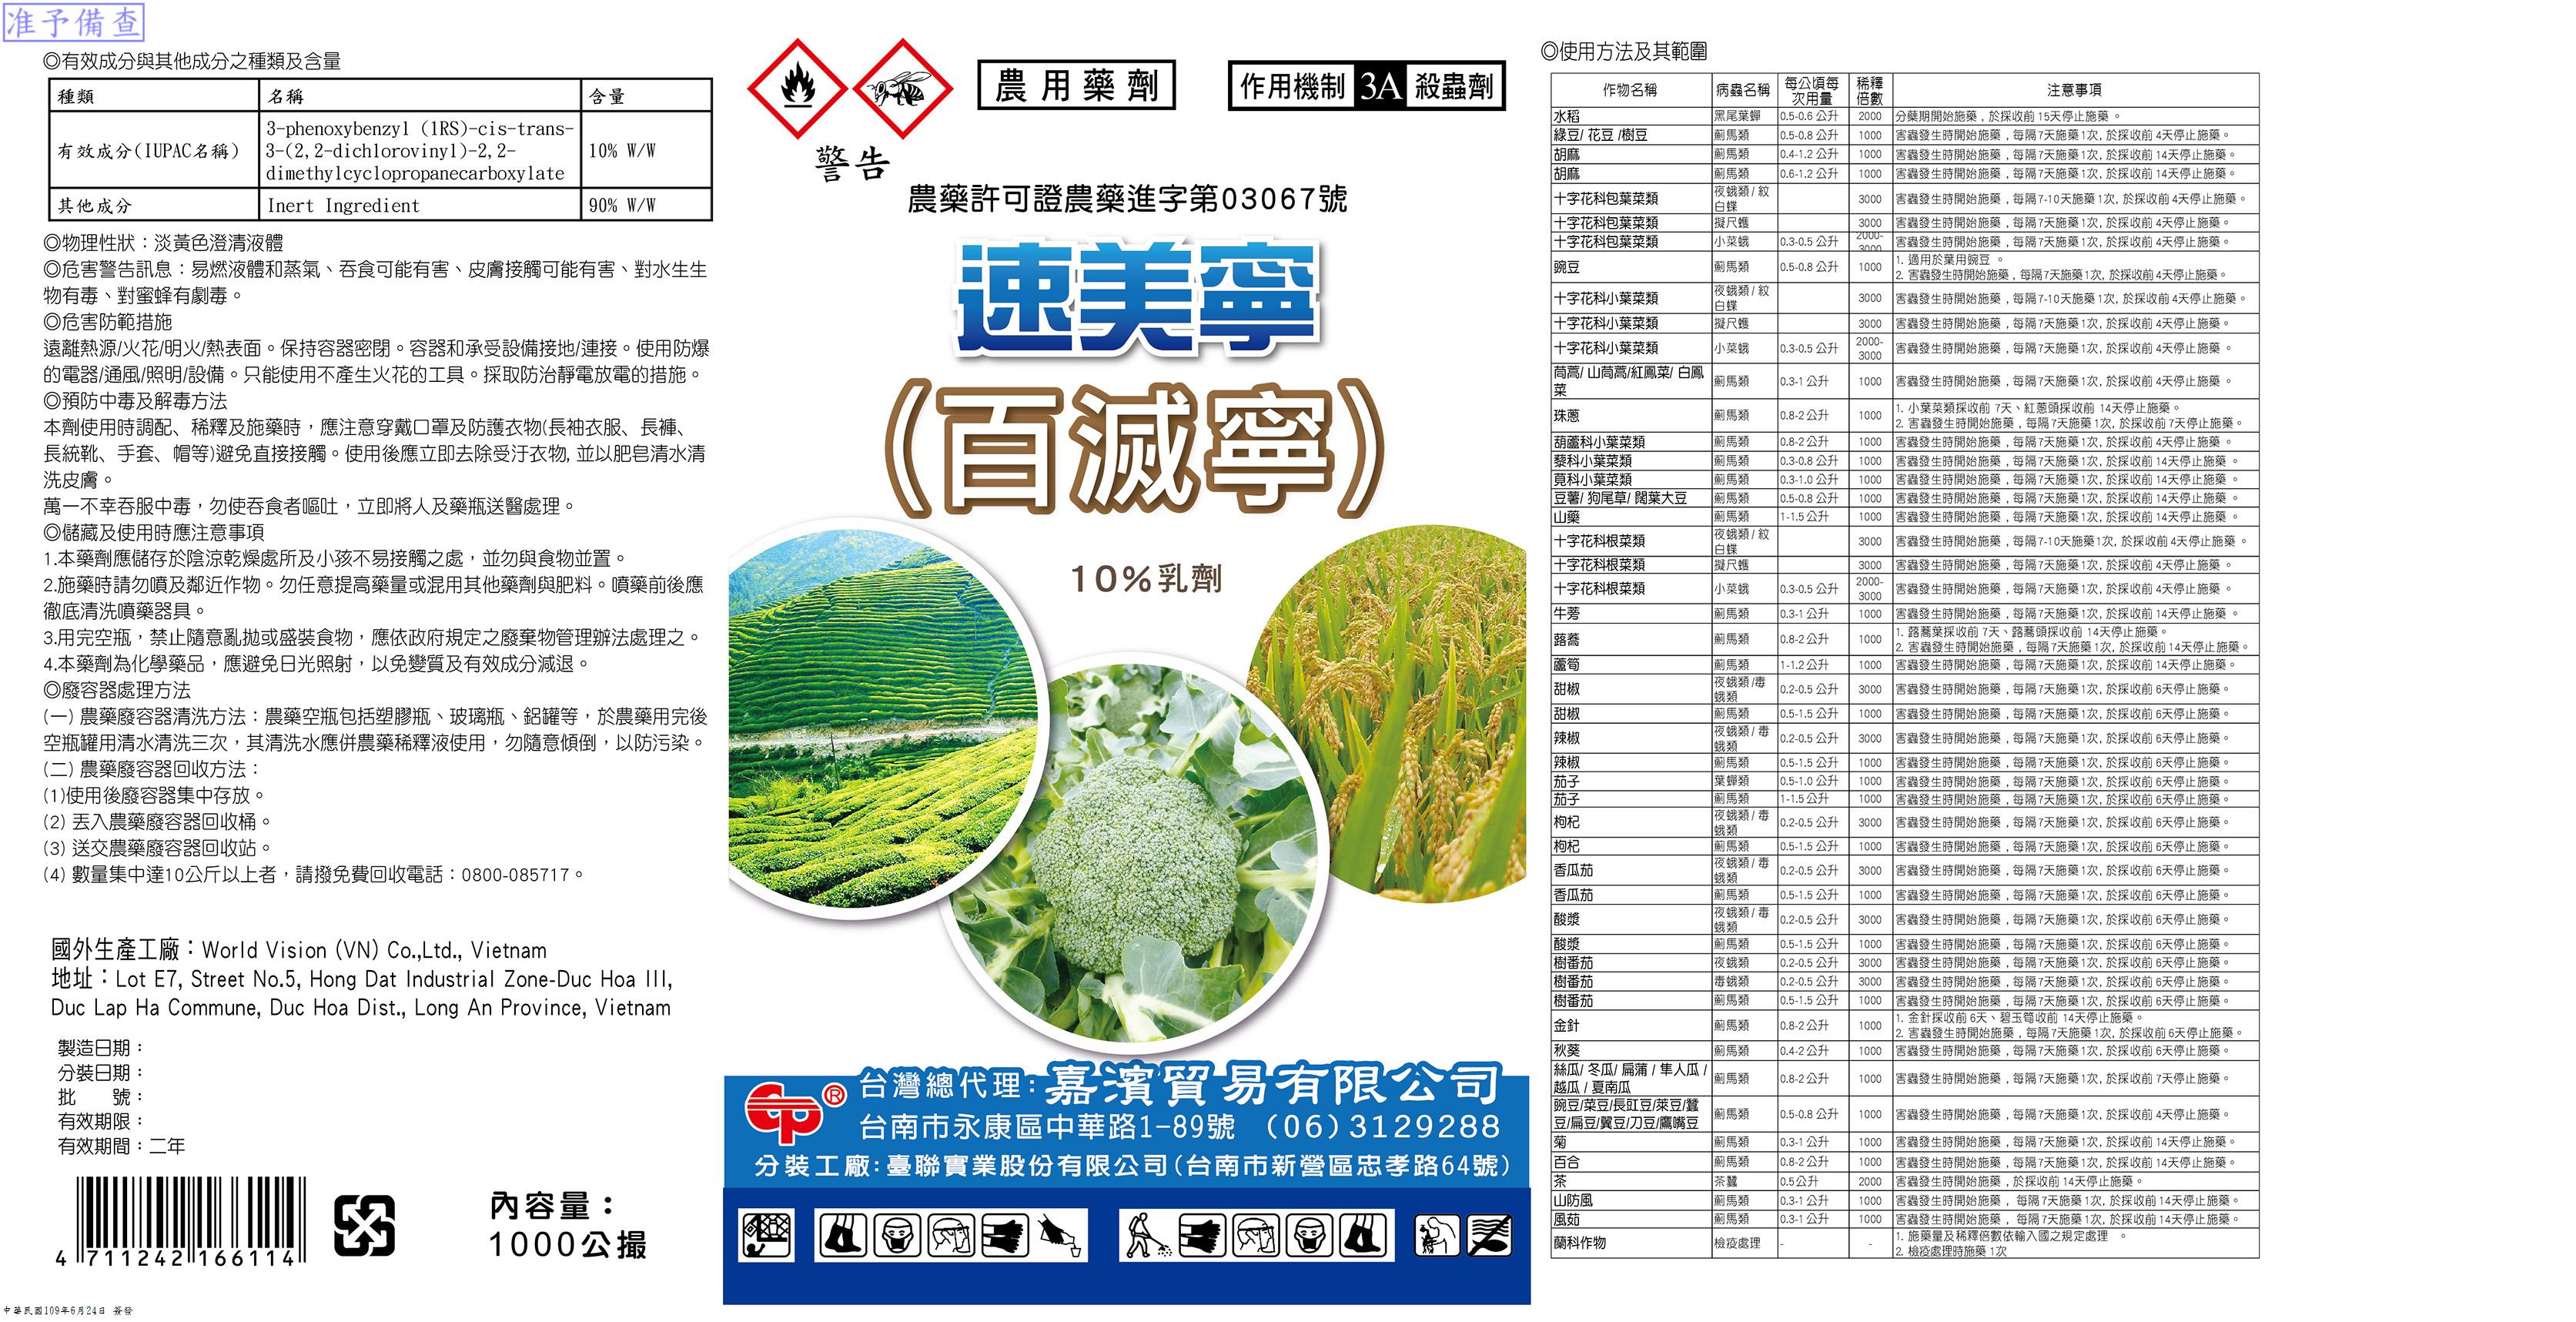 准予備查
◎有效成分與其他成分之種類及含量
種類 名稱 含量
有效成分(IUPAC名稱) 3-phenoxybenzyl (1RS)-cis-trans-
3-(2,2-dichlorovinyl)-2,2-
dimethylcyclopropanecarboxylate 10% W/W
其他成分 Inert Ingredient 90% W/W
◎物理性狀：淡黃色澄清液體
◎危害警告訊息：易燃液體和蒸氣、吞食可能有害、皮膚接觸可能有害、對水生生
物有毒、對蜜蜂有劇毒。
◎危害防範措施
遠離熱源/火花/明火/熱表面。保持容器密閉。容器和承受設備接地/連接。使用防爆
的電器/通風/照明/設備。只能使用不產生火花的工具。採取防治靜電放電的措施。
◎預防中毒及解毒方法
本劑使用時調配、稀釋及施藥時，應注意穿戴口罩及防護衣物(長袖衣服、長褲、
長統靴、手套、帽等)避免直接接觸。使用後應立即去除受汙衣物, 並以肥皂清水清
洗皮膚。
萬一不幸吞服中毒，勿使吞食者嘔吐，立即將人及藥瓶送醫處理。
◎儲藏及使用時應注意事項
1.本藥劑應儲存於陰涼乾燥處所及小孩不易接觸之處，並勿與食物並置。
2.施藥時請勿噴及鄰近作物。勿任意提高藥量或混用其他藥劑與肥料。噴藥前後應
徹底清洗噴藥器具。
3.用完空瓶，禁止隨意亂拋或盛裝食物，應依政府規定之廢棄物管理辦法處理之。
4.本藥劑為化學藥品，應避免日光照射，以免變質及有效成分減退。
◎廢容器處理方法
(一) 農藥廢容器清洗方法：農藥空瓶包括塑膠瓶、玻璃瓶、鋁罐等，於農藥用完後
空瓶罐用清水清洗三次，其清洗水應併農藥稀釋液使用，勿隨意傾倒，以防污染。
(二) 農藥廢容器回收方法：
(1)使用後廢容器集中存放。
(2) 丟入農藥廢容器回收桶。
(3) 送交農藥廢容器回收站。
(4) 數量集中達10公斤以上者，請撥免費回收電話：0800-085717。
國外生產工廠：World Vision (VN) Co.,Ltd., Vietnam
地址：Lot E7, Street No.5, Hong Dat Industrial Zone-Duc Hoa III,
Duc Lap Ha Commune, Duc Hoa Dist., Long An Province, Vietnam
製造日期：
分裝日期：
批　　號：
有效期限：
有效期間：二年
4 711242 166114
內容量：
1000公撮
中華民國109年6月24日 簽發
農用藥劑
作用機制 3A 殺蟲劑
警告
農藥許可證農藥進字第03067號
速美寧
(百滅寧)
10%乳劑
CP®
台灣總代理：嘉濱貿易有限公司
台南市永康區中華路1-89號 (06)3129288
分裝工廠：臺聯實業股份有限公司(台南市新營區忠孝路64號)
◎使用方法及其範圍
作物名稱 病蟲名稱 每公頃每次用量 稀釋倍數 注意事項
水稻 黑尾葉蟬 0.5-0.6 公升 2000 分蘗期開始施藥，於採收前 15天停止施藥。
綠豆/ 花豆 /樹豆 薊馬類 0.5-0.8 公升 1000 害蟲發生時開始施藥，每隔7天施藥1次, 於採收前 4天停止施藥。
胡麻 薊馬類 0.4-1.2 公升 1000 害蟲發生時開始施藥，每隔7天施藥1次, 於採收前 14天停止施藥。
胡麻 薊馬類 0.6-1.2 公升 1000 害蟲發生時開始施藥，每隔7天施藥1次, 於採收前 14天停止施藥。
十字花科包葉菜類 夜蛾類 / 紋白蝶 3000 害蟲發生時開始施藥，每隔7-10天施藥1次, 於採收前 4天停止施藥。
十字花科包葉菜類 擬尺蠖 3000 害蟲發生時開始施藥，每隔7天施藥1次, 於採收前 4天停止施藥。
十字花科包葉菜類 小菜蛾 0.3-0.5 公升 2000-3000 害蟲發生時開始施藥，每隔7天施藥1次, 於採收前 4天停止施藥。
豌豆 薊馬類 0.5-0.8 公升 1000 1. 適用於葉用豌豆 。
2. 害蟲發生時開始施藥，每隔7天施藥1次, 於採收前 4天停止施藥。
十字花科小葉菜類 夜蛾類 / 紋白蝶 3000 害蟲發生時開始施藥，每隔7-10天施藥1次, 於採收前 4天停止施藥。
十字花科小葉菜類 擬尺蠖 3000 害蟲發生時開始施藥，每隔7天施藥1次, 於採收前 4天停止施藥。
十字花科小葉菜類 小菜蛾 0.3-0.5 公升 2000-3000 害蟲發生時開始施藥，每隔7天施藥1次, 於採收前 4天停止施藥 。
茼蒿/ 山茼蒿/紅鳳菜/ 白鳳菜 薊馬類 0.3-1 公升 1000 害蟲發生時開始施藥，每隔7天施藥1次, 於採收前 4天停止施藥 。
珠蔥 薊馬類 0.8-2 公升 1000 1. 小葉菜類採收前 7天、紅蔥頭採收前 14天停止施藥。
2. 害蟲發生時開始施藥，每隔7天施藥1次, 於採收前7天停止施藥。
葫蘆科小葉菜類 薊馬類 0.8-2 公升 1000 害蟲發生時開始施藥，每隔7天施藥1次, 於採收前 4天停止施藥 。
藜科小葉菜類 薊馬類 0.3-0.8 公升 1000 害蟲發生時開始施藥，每隔7天施藥1次, 於採收前 14天停止施藥 。
莧科小葉菜類 薊馬類 0.3-1.0 公升 1000 害蟲發生時開始施藥，每隔7天施藥1次, 於採收前 14天停止施藥。
豆薯/ 狗尾草/ 闊葉大豆 薊馬類 0.5-0.8 公升 1000 害蟲發生時開始施藥，每隔7天施藥1次, 於採收前 14天停止施藥。
山藥 薊馬類 1-1.5 公升 1000 害蟲發生時開始施藥，每隔7天施藥1次, 於採收前 14天停止施藥 。
十字花科根菜類 夜蛾類 / 紋白蝶 3000 害蟲發生時開始施藥，每隔7-10天施藥1次, 於採收前 4天停止施藥 。
十字花科根菜類 擬尺蠖 3000 害蟲發生時開始施藥，每隔7天施藥1次, 於採收前 4天停止施藥。
十字花科根菜類 小菜蛾 0.3-0.5 公升 2000-3000 害蟲發生時開始施藥，每隔7天施藥1次, 於採收前 4天停止施藥。
牛蒡 薊馬類 0.3-1 公升 1000 害蟲發生時開始施藥，每隔7天施藥1次, 於採收前 14天停止施藥 。
蕗蕎 薊馬類 0.8-2 公升 1000 1. 蕗蕎葉採收前 7天、蕗蕎頭採收前 14天停止施藥。
2. 害蟲發生時開始施藥，每隔7天施藥1次, 於採收前14天停止施藥。
蘆筍 薊馬類 1-1.2 公升 1000 害蟲發生時開始施藥，每隔7天施藥1次, 於採收前 14天停止施藥。
甜椒 夜蛾類 /毒蛾類 0.2-0.5 公升 3000 害蟲發生時開始施藥，每隔7天施藥1次, 於採收前 6天停止施藥。
甜椒 薊馬類 0.5-1.5 公升 1000 害蟲發生時開始施藥，每隔7天施藥1次, 於採收前 6天停止施藥。
辣椒 夜蛾類 / 毒蛾類 0.2-0.5 公升 3000 害蟲發生時開始施藥，每隔7天施藥1次, 於採收前 6天停止施藥。
辣椒 薊馬類 0.5-1.5 公升 1000 害蟲發生時開始施藥，每隔7天施藥1次, 於採收前 6天停止施藥。
茄子 葉蟬類 0.5-1.0 公升 1000 害蟲發生時開始施藥，每隔7天施藥1次, 於採收前 6天停止施藥。
茄子 薊馬類 1-1.5 公升 1000 害蟲發生時開始施藥，每隔7天施藥1次, 於採收前 6天停止施藥。
枸杞 夜蛾類 / 毒蛾類 0.2-0.5 公升 3000 害蟲發生時開始施藥，每隔7天施藥1次, 於採收前 6天停止施藥。
枸杞 薊馬類 0.5-1.5 公升 1000 害蟲發生時開始施藥，每隔7天施藥1次, 於採收前 6天停止施藥。
香瓜茄 夜蛾類 / 毒蛾類 0.2-0.5 公升 3000 害蟲發生時開始施藥，每隔7天施藥1次, 於採收前 6天停止施藥。
香瓜茄 薊馬類 0.5-1.5 公升 1000 害蟲發生時開始施藥，每隔7天施藥1次, 於採收前 6天停止施藥。
酸漿 夜蛾類 / 毒蛾類 0.2-0.5 公升 3000 害蟲發生時開始施藥，每隔7天施藥1次, 於採收前 6天停止施藥。
酸漿 薊馬類 0.5-1.5 公升 1000 害蟲發生時開始施藥，每隔7天施藥1次, 於採收前 6天停止施藥。
樹番茄 夜蛾類 0.2-0.5 公升 3000 害蟲發生時開始施藥，每隔7天施藥1次, 於採收前 6天停止施藥。
樹番茄 毒蛾類 0.2-0.5 公升 3000 害蟲發生時開始施藥，每隔7天施藥1次, 於採收前 6天停止施藥。
樹番茄 薊馬類 0.5-1.5 公升 1000 害蟲發生時開始施藥，每隔7天施藥1次, 於採收前 6天停止施藥。
金針 薊馬類 0.8-2 公升 1000 1. 金針採收前 6天、碧玉筍收前 14天停止施藥。
2. 害蟲發生時開始施藥，每隔7天施藥1次, 於採收前6天停止施藥。
秋葵 薊馬類 0.4-2 公升 1000 害蟲發生時開始施藥，每隔7天施藥1次, 於採收前 6天停止施藥。
絲瓜/ 冬瓜/ 扁蒲 / 隼人瓜 / 越瓜 / 夏南瓜 薊馬類 0.8-2 公升 1000 害蟲發生時開始施藥，每隔7天施藥1次, 於採收前 7天停止施藥。
豌豆/菜豆/長豇豆/萊豆/蠶豆/扁豆/翼豆/刀豆/鷹嘴豆 薊馬類 0.5-0.8 公升 1000 害蟲發生時開始施藥，每隔7天施藥1次, 於採收前 4天停止施藥。
菊 薊馬類 0.3-1 公升 1000 害蟲發生時開始施藥，每隔7天施藥1次, 於採收前 14天停止施藥。
百合 薊馬類 0.8-2 公升 1000 害蟲發生時開始施藥，每隔7天施藥1次, 於採收前 14天停止施藥。
茶 茶蠶 0.5公升 2000 害蟲發生時開始施藥，於採收前14天停止施藥。
山防風 薊馬類 0.3-1 公升 1000 害蟲發生時開始施藥， 每隔7天施藥1次, 於採收前14天停止施藥。
風茹 薊馬類 0.3-1 公升 1000 害蟲發生時開始施藥， 每隔7天施藥1次, 於採收前14天停止施藥。
蘭科作物 檢疫處理 - - 1. 施藥量及稀釋倍數依輸入國之規定處理 。
2. 檢疫處理時施藥 1次